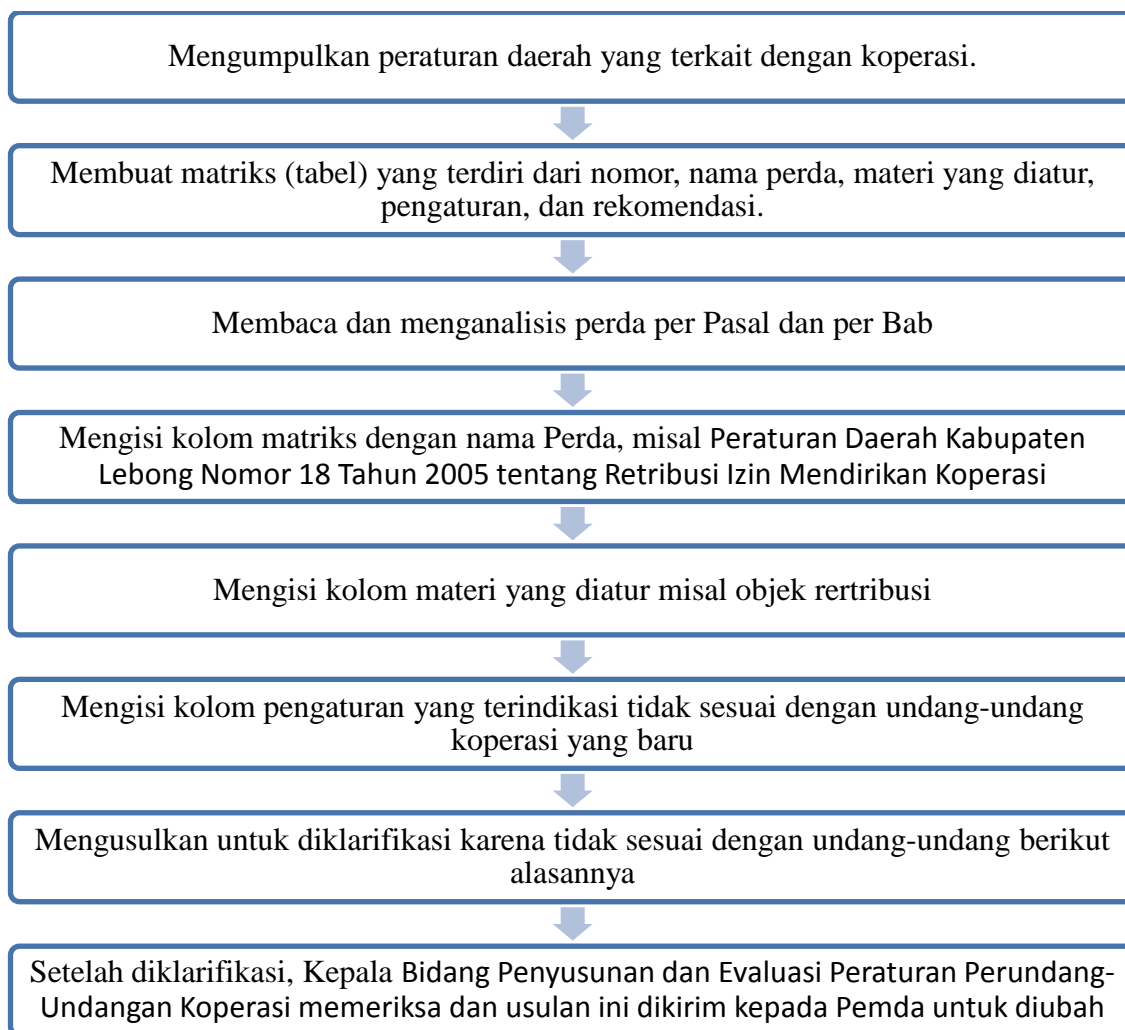 Mengumpulkan peraturan daerah yang terkait dengan koperasi.
Membuat matriks (tabel) yang terdiri dari nomor, nama perda, materi yang diatur,
pengaturan, dan rekomendasi.
Membaca dan menganalisis perda per Pasal dan per Bab
Mengisi kolom matriks dengan nama Perda, misal Peraturan Daerah Kabupaten
Lebong Nomor 18 Tahun 2005 tentang Retribusi Izin Mendirikan Koperasi
Mengisi kolom materi yang diatur misal objek rertribusi
Mengisi kolom pengaturan yang terindikasi tidak sesuai dengan undang-undang
koperasi yang baru
Mengusulkan untuk diklarifikasi karena tidak sesuai dengan undang-undang berikut
alasannya
Setelah diklarifikasi, Kepala Bidang Penyusunan dan Evaluasi Peraturan Perundang-
Undangan Koperasi memeriksa dan usulan ini dikirim kepada Pemda untuk diubah